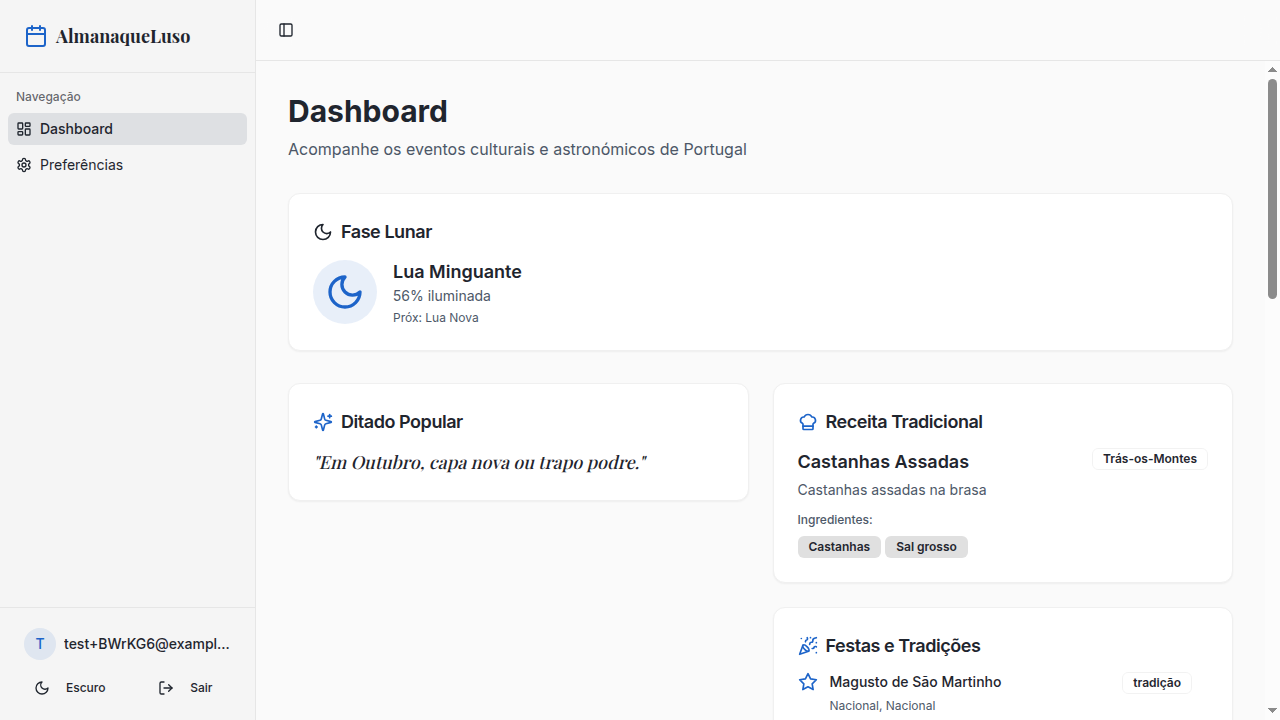 AlmanaqueLuso
Navegação
Dashboard
Preferências
test+BWrKG6@exampl...
T
Escuro
Sair
Dashboard
Acompanhe os eventos culturais e astronómicos de Portugal
Fase Lunar
Lua Minguante
56% iluminada
Próx: Lua Nova
Ditado Popular
"Em Outubro, capa nova ou trapo podre."
Receita Tradicional
Castanhas Assadas
Trás-os-Montes
Castanhas assadas na brasa
Ingredientes:
Castanhas
Sal grosso
Festas e Tradições
Magusto de São Martinho
tradição
Nacional, Nacional